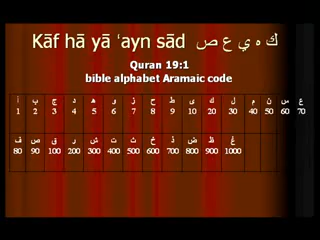 Kāf hā yā ʿayn sād ك ه ي ع ص
Quran 19:1
bible alphabet Aramaic code
ا ب ج د ه و ز ح ط ي ك ل م ن س ع
1 2 3 4 5 6 7 8 9 10 20 30 40 50 60 70
ف ص ق ر ش ت ث خ ذ ض ظ غ
80 90 100 200 300 400 500 600 700 800 900 1000